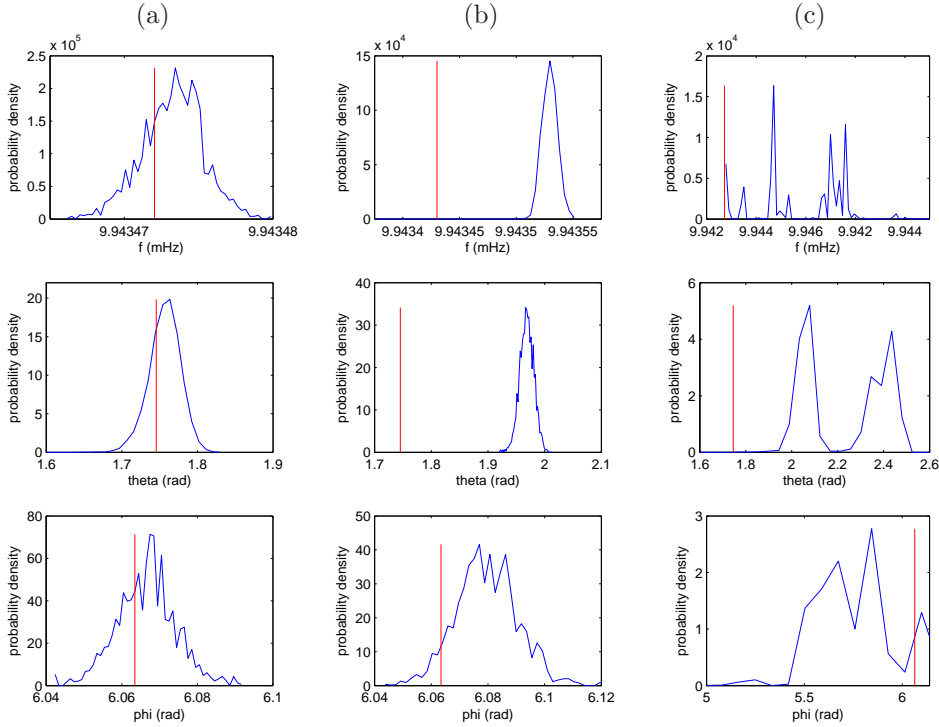 (a) (b) (c)
x 10^5
2.5
2
1.5
1
0.5
0
probability density
9.94347 9.94348
f (mHz)
x 10^4
15
10
5
0
probability density
9.9434 9.94345 9.9435 9.94355
f (mHz)
x 10^4
2
1.5
1
0.5
0
probability density
9.942 9.944 9.946 9.942 9.944
f (mHz)
20
15
10
5
0
probability density
1.6 1.7 1.8 1.9
theta (rad)
40
30
20
10
0
probability density
1.7 1.8 1.9 2 2.1
theta (rad)
6
4
2
0
probability density
1.6 1.8 2 2.2 2.4 2.6
theta (rad)
80
60
40
20
0
probability density
6.04 6.06 6.08 6.1
phi (rad)
50
40
30
20
10
0
probability density
6.04 6.06 6.08 6.10 6.12
phi (rad)
3
2
1
0
probability density
5 5.5 6
phi (rad)